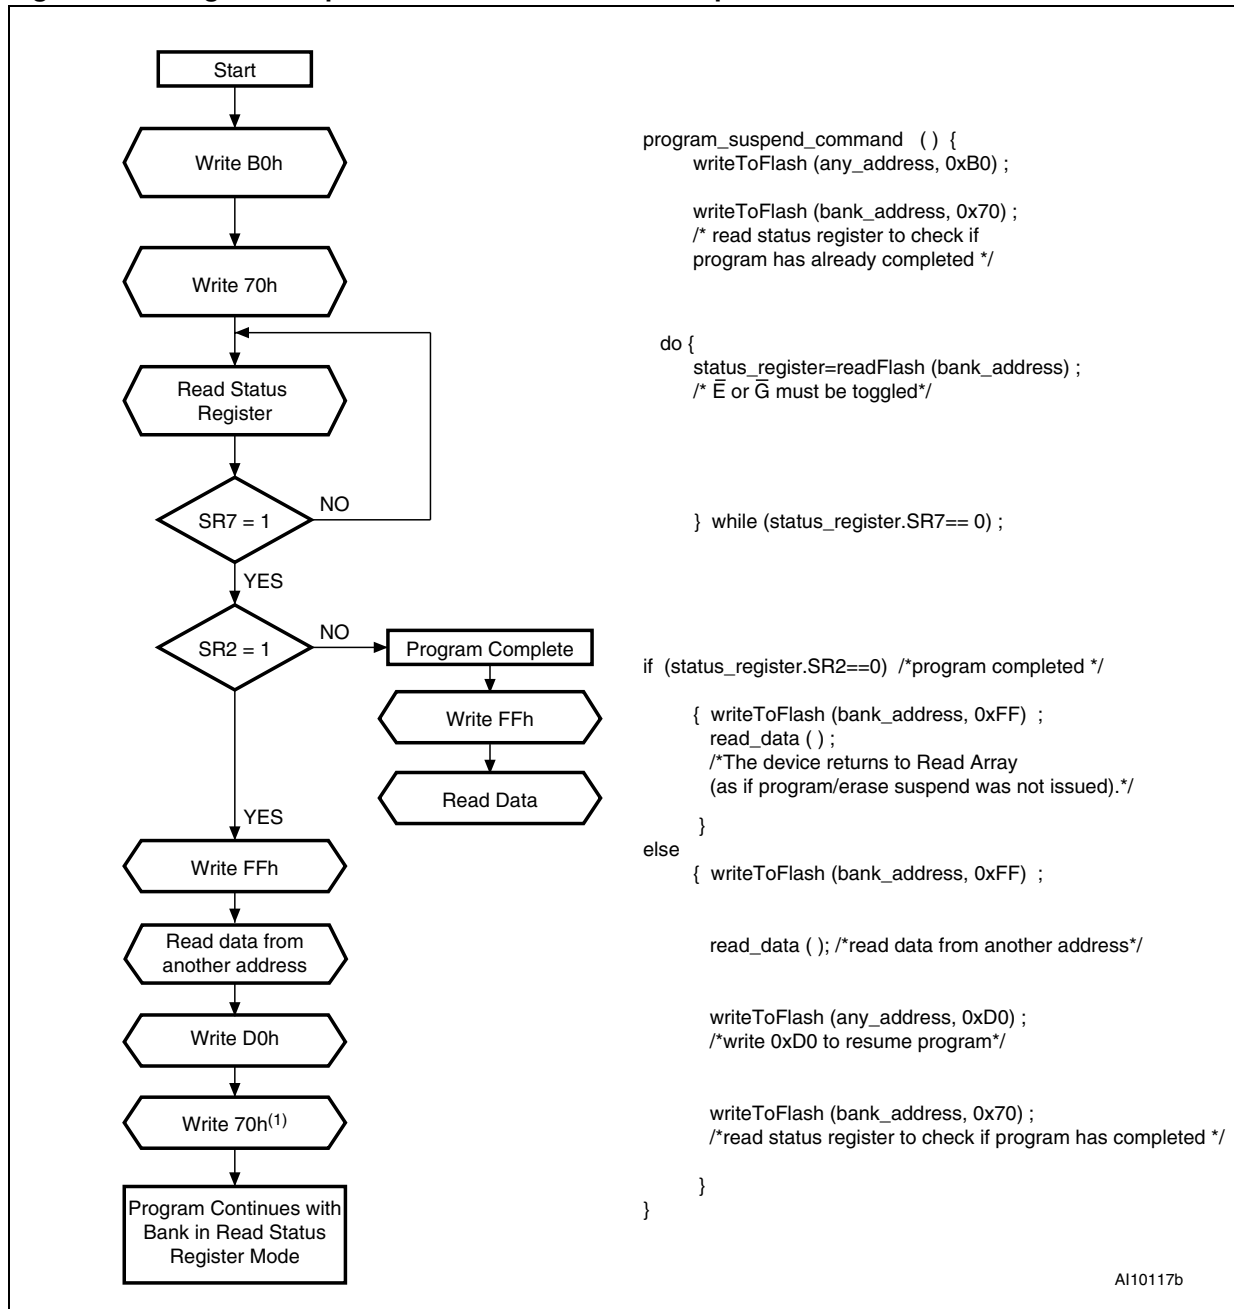 Start
Write B0h
Write 70h
Read Status
Register
SR7 = 1
NO
YES
SR2 = 1
NO
Program Complete
Write FFh
Read Data
YES
Write FFh
Read data from
another address
Write D0h
Write 70h(1)
Program Continues with
Bank in Read Status
Register Mode
program_suspend_command ( ) {
writeToFlash (any_address, 0xB0) ;
writeToFlash (bank_address, 0x70) ;
/* read status register to check if
program has already completed */
do {
status_register=readFlash (bank_address) ;
/* E̅ or G̅ must be toggled*/
} while (status_register.SR7== 0) ;
if (status_register.SR2==0) /*program completed */
{ writeToFlash (bank_address, 0xFF) ;
read_data ( ) ;
/*The device returns to Read Array
(as if program/erase suspend was not issued).*/
}
else
{ writeToFlash (bank_address, 0xFF) ;
read_data ( ); /*read data from another address*/
writeToFlash (any_address, 0xD0) ;
/*write 0xD0 to resume program*/
writeToFlash (bank_address, 0x70) ;
/*read status register to check if program has completed */
}
}
AI10117b